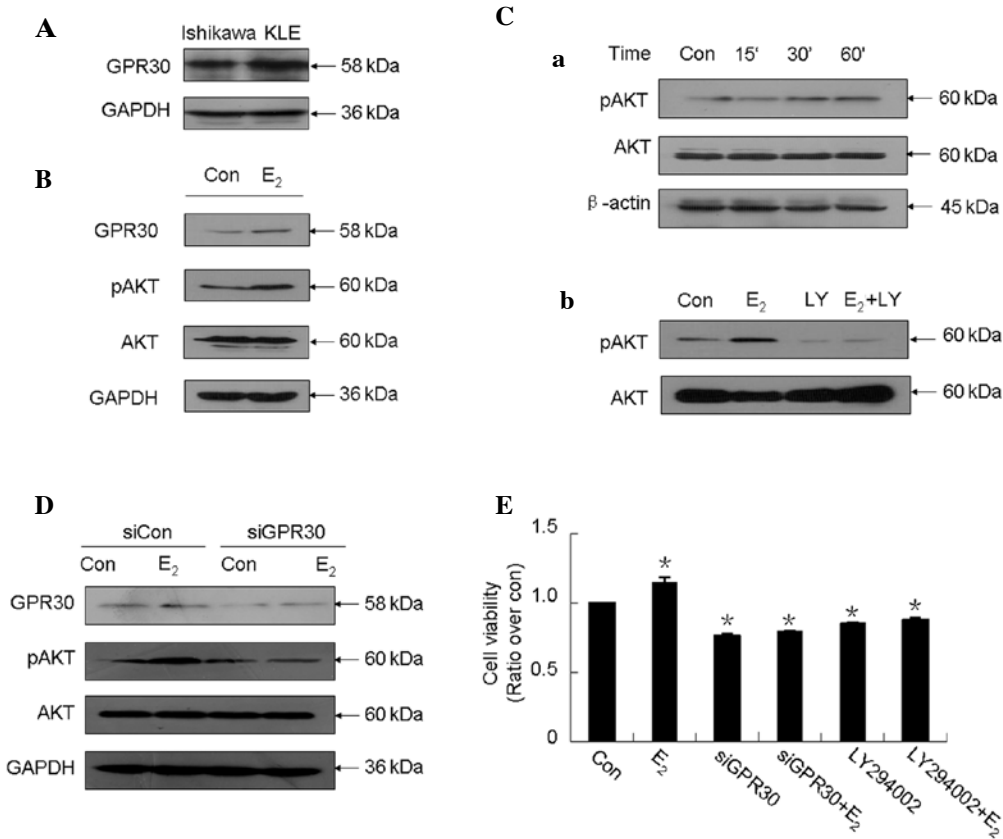 A
Ishikawa KLE
GPR30 58 kDa
GAPDH 36 kDa
B
Con E2
GPR30 58 kDa
pAKT 60 kDa
AKT 60 kDa
GAPDH 36 kDa
C
a
Time Con 15' 30' 60'
pAKT 60 kDa
AKT 60 kDa
β-actin 45 kDa
b
Con E2 LY E2+LY
pAKT 60 kDa
AKT 60 kDa
D
siCon siGPR30
Con E2 Con E2
GPR30 58 kDa
pAKT 60 kDa
AKT 60 kDa
GAPDH 36 kDa
E
Cell viability
(Ratio over con)
1.5
1.0
0.5
0
* * * * *
Con
E2
siGPR30
siGPR30+E2
LY294002
LY294002+E2